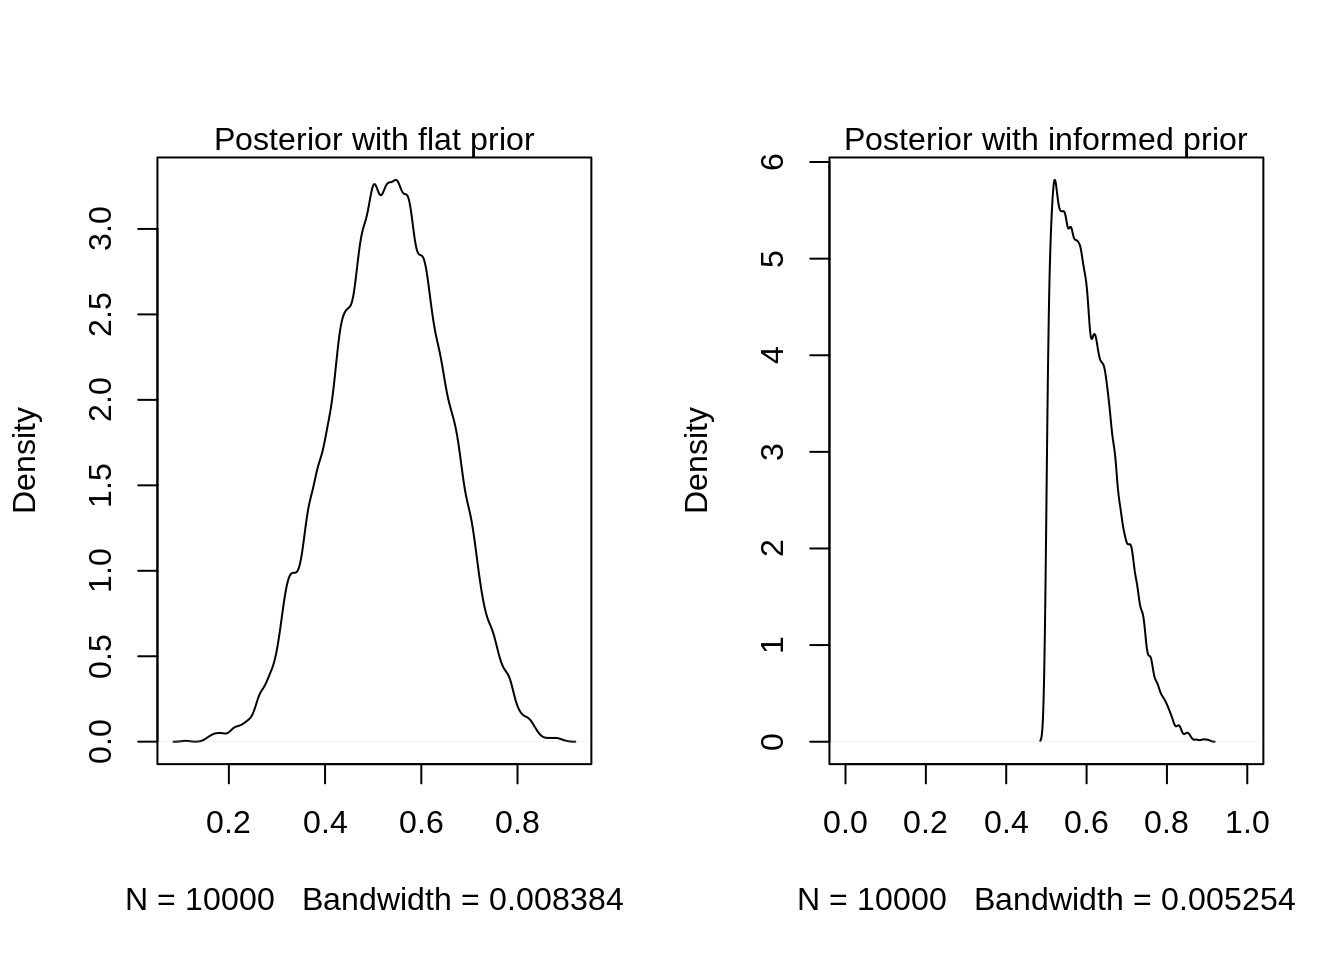 Posterior with flat prior
Density
0.0 0.5 1.0 1.5 2.0 2.5 3.0
0.2 0.4 0.6 0.8
N = 10000 Bandwidth = 0.008384
Posterior with informed prior
Density
0 1 2 3 4 5 6
0.0 0.2 0.4 0.6 0.8 1.0
N = 10000 Bandwidth = 0.005254